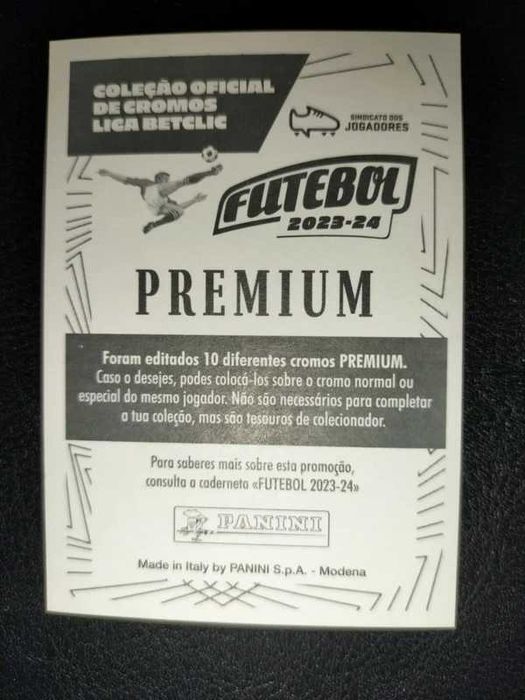 COLEÇÃO OFICIAL
DE CROMOS
LIGA BETCLIC
SINDICATO DOS
JOGADORES
FUTEBOL
2023-24
PREMIUM
Foram editados 10 diferentes cromos PREMIUM.
Caso o desejes, podes colocá-los sobre o cromo normal ou
especial do mesmo jogador. Não são necessários para completar
a tua coleção, mas são tesouros de colecionador.
Para saberes mais sobre esta promoção,
consulta a caderneta «FUTEBOL 2023-24»
PANINI
Made in Italy by PANINI S.p.A. - Modena